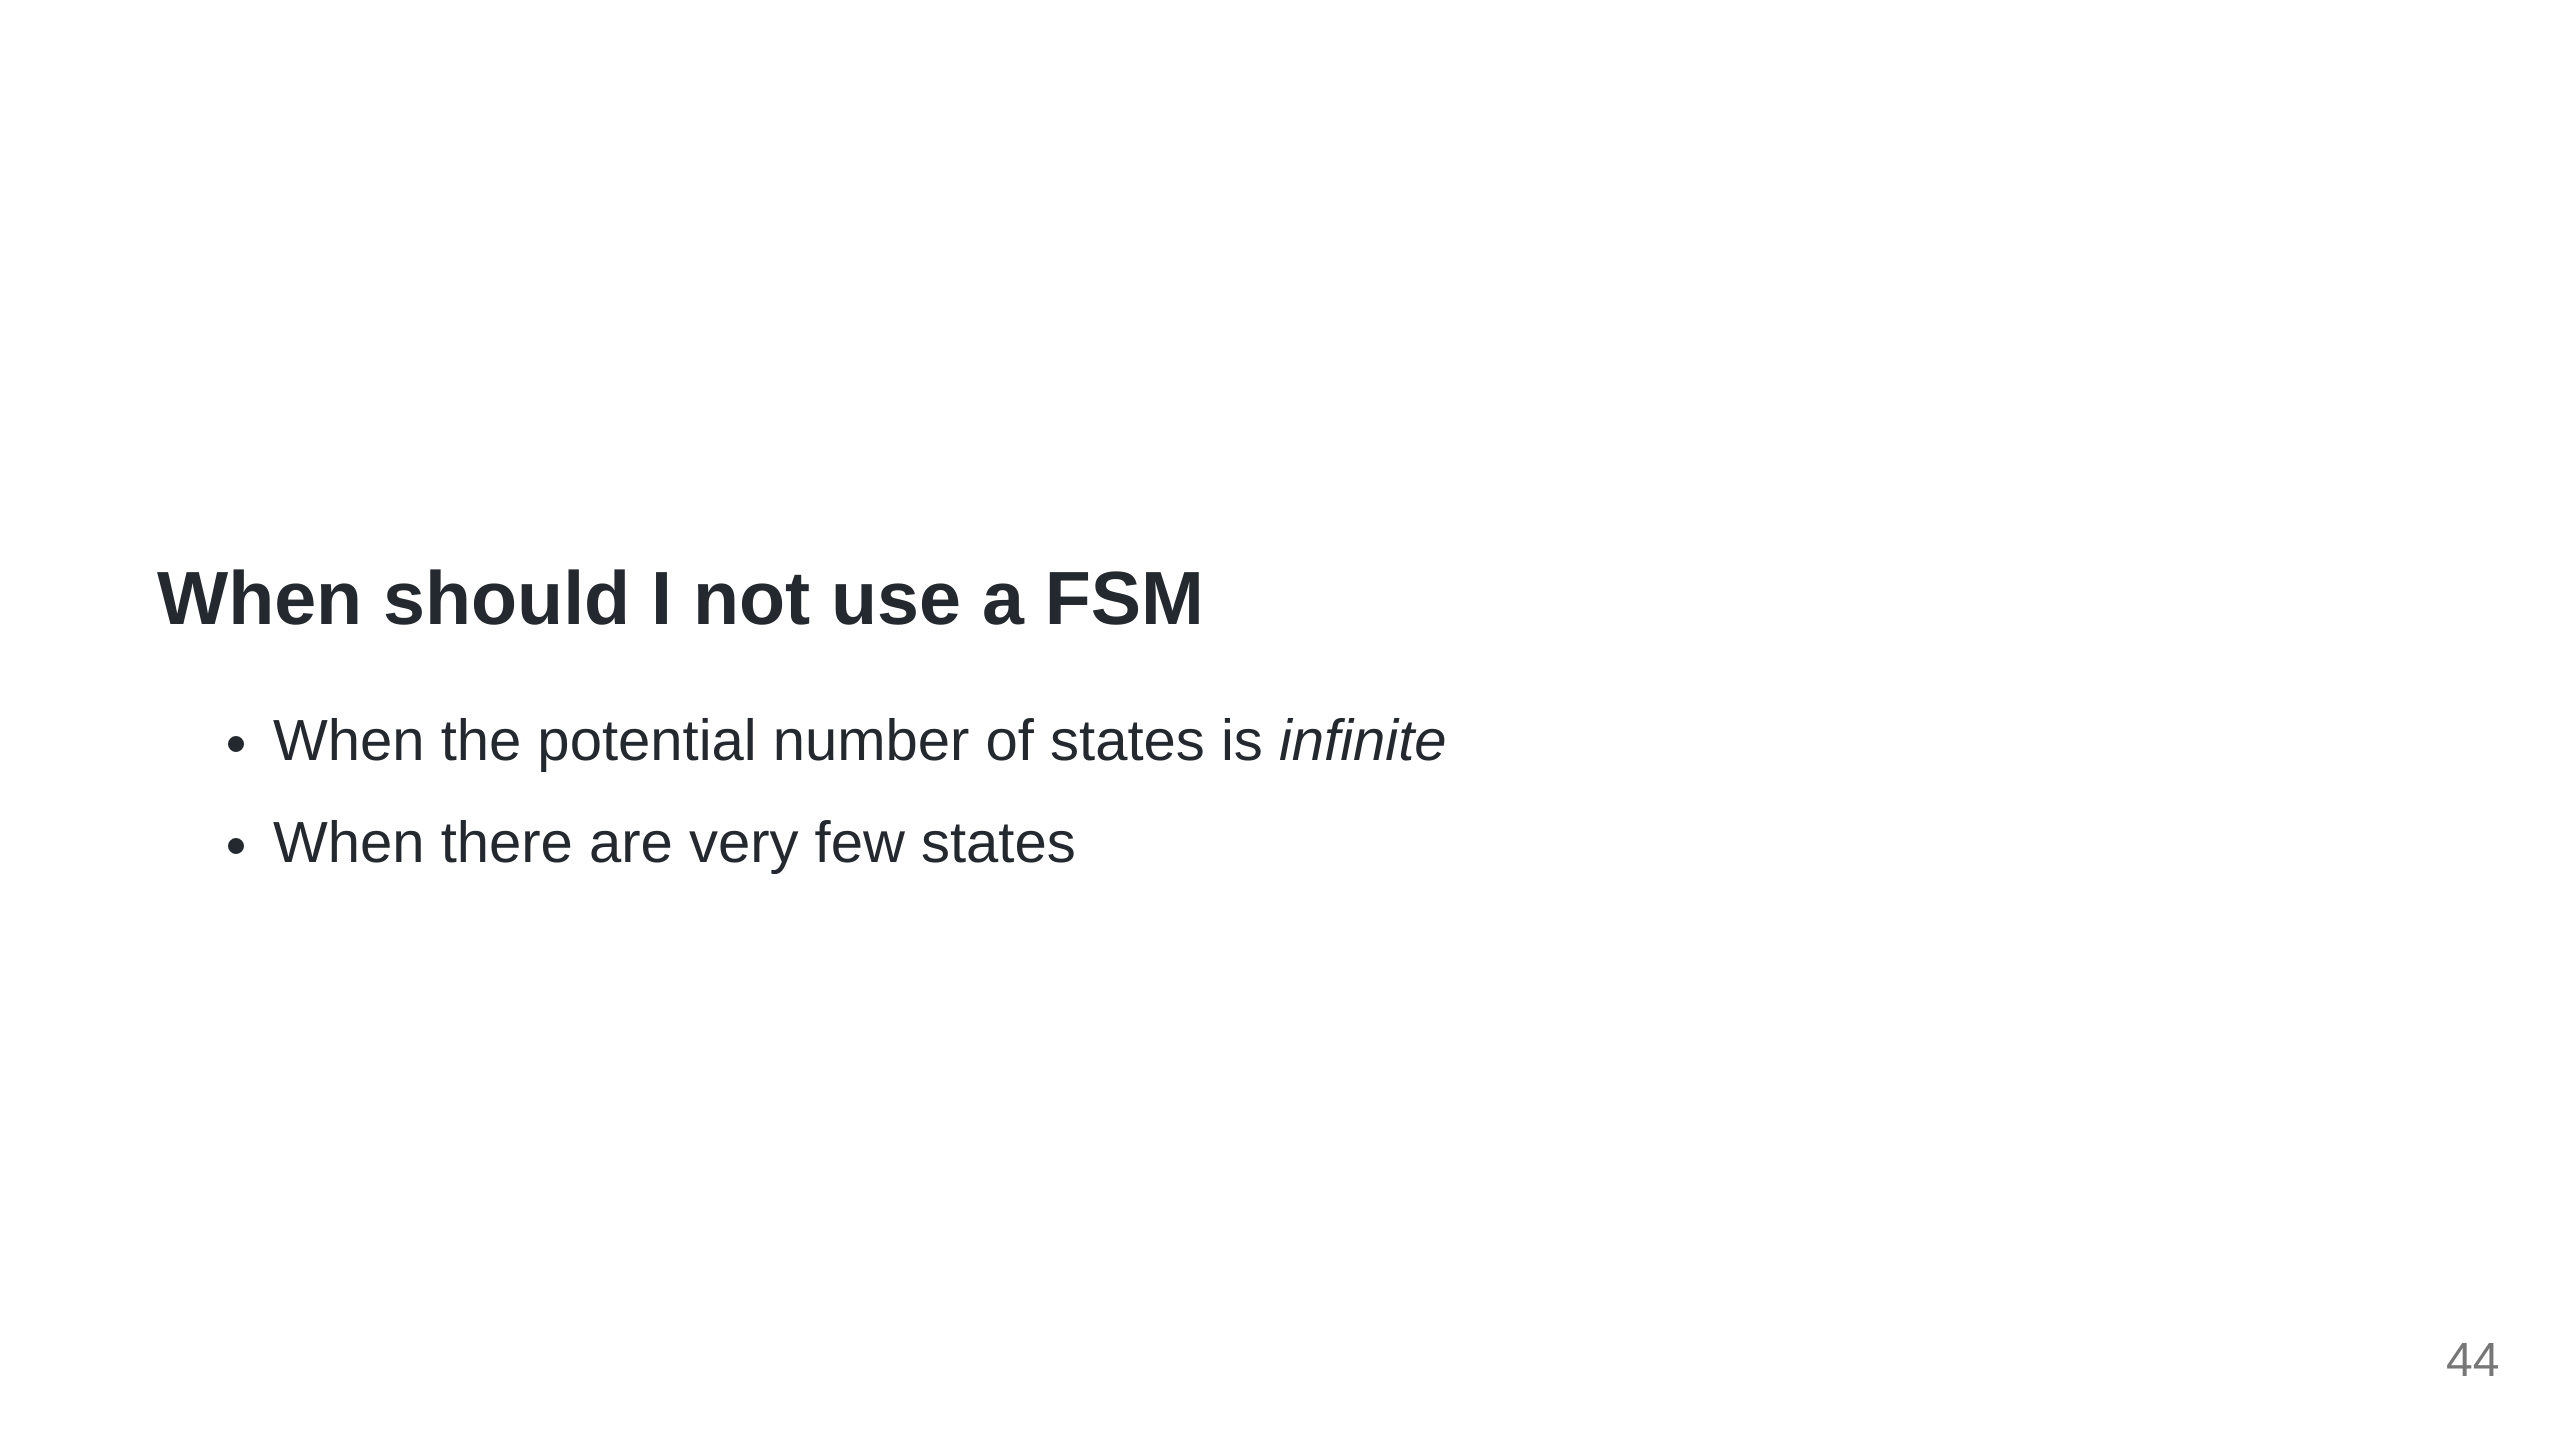 When should I not use a FSM
• When the potential number of states is infinite
• When there are very few states
44